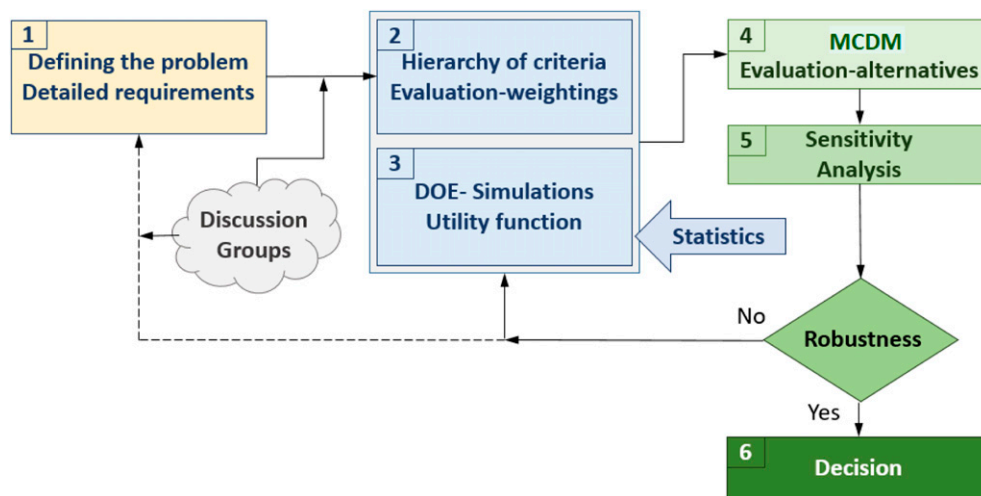 1
Defining the problem
Detailed requirements
2
Hierarchy of criteria
Evaluation-weightings
3
DOE- Simulations
Utility function
Statistics
Discussion
Groups
4
MCDM
Evaluation-alternatives
5
Sensitivity
Analysis
Robustness
No
Yes
6
Decision